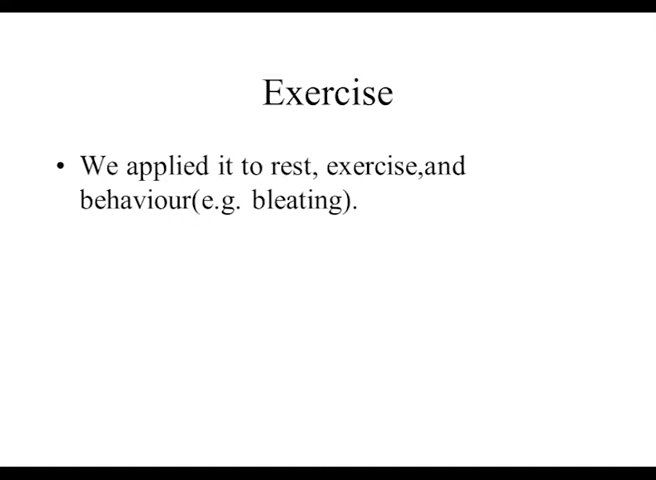 Exercise
• We applied it to rest, exercise,and
behaviour(e.g. bleating).